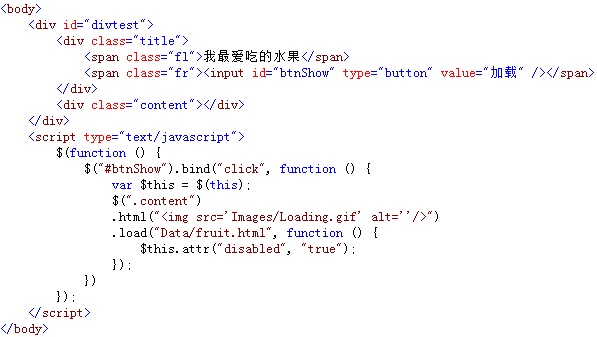 <body>
    <div id="divtest">
        <div class="title">
            <span class="fl">我最爱吃的水果</span>
            <span class="fr"><input id="btnShow" type="button" value="加载" /></span>
        </div>
        <div class="content"></div>
    </div>
    <script type="text/javascript">
        $(function () {
            $("#btnShow").bind("click", function () {
                var $this = $(this);
                $(".content")
                .html("<img src='Images/Loading.gif' alt=''/>")
                .load("Data/fruit.html", function () {
                    $this.attr("disabled", "true");
                });
            })
        });
    </script>
</body>